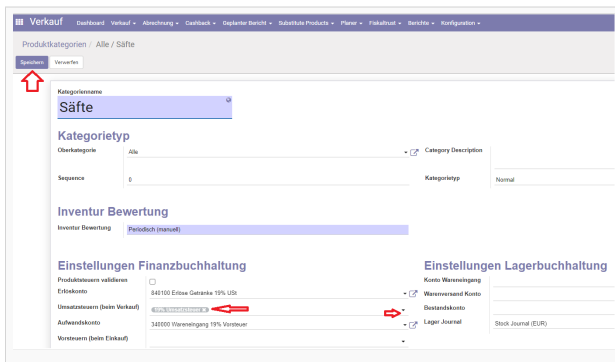 Verkauf Dashboard Verkauf Abrechnung Cashback Geplanter Bericht Substitute Products Planer Fiskaltrust Berichte Konfiguration
Produktkategorien / Alle / Säfte
Speichern Verwerfen
Kategorienname
Säfte
Kategorietyp
Oberkategorie Alle Category Description
Sequence 0 Kategorietyp Normal
Inventur Bewertung
Inventur Bewertung Periodisch (manuell)
Einstellungen Finanzbuchhaltung Einstellungen Lagerbuchhaltung
Produktsteuern validieren Konto Wareneingang
Erlöskonto 840100 Erlöse Getränke 19% USt Warenversand Konto
Umsatzsteuern (beim Verkauf) 19% Umsatzsteuer × Bestandskonto
Aufwandskonto 340000 Wareneingang 19% Vorsteuer Lager Journal Stock Journal (EUR)
Vorsteuern (beim Einkauf)